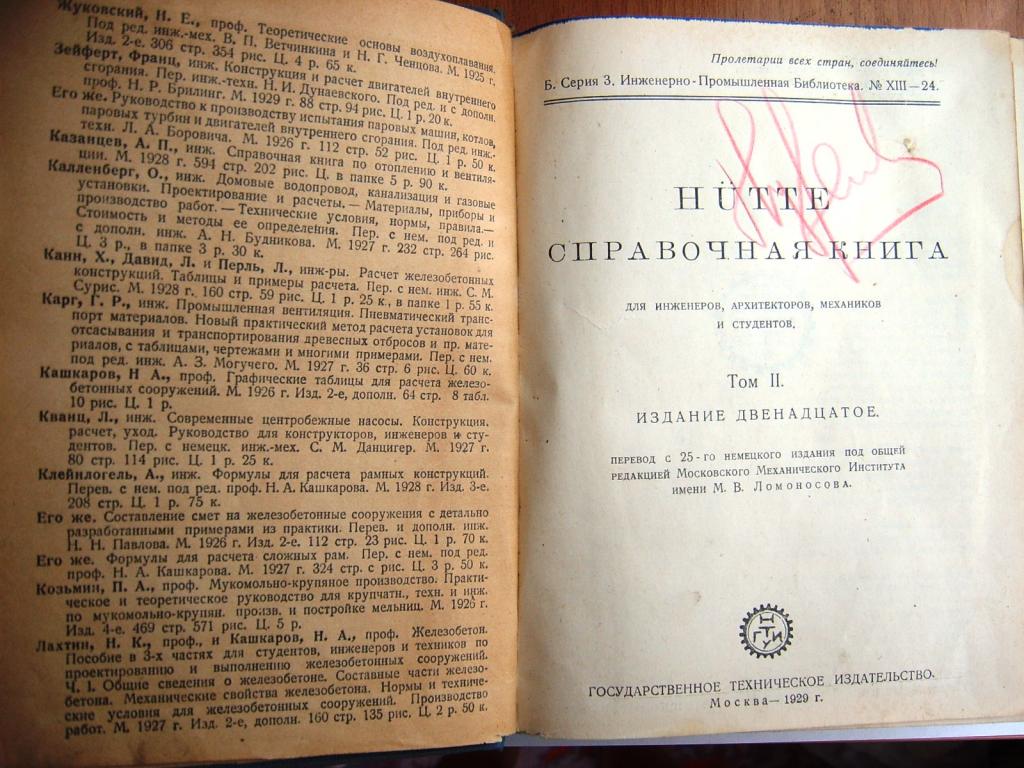 Жуковский, Н. Е., проф. Теоретические основы воздухоплавания.
Под ред. инж.-мех. В. П. Ветчинкина и Н. Г. Ченцова. М. 1925 г.
Изд. 2-е. 306 стр. 354 рис. Ц. 4 р. 65 к.
Зейферт, Франц, инж. Конструкции и расчет двигателей внутреннего
сгорания. Пер. инж.-техн. Н. И. Дунаевского. Под ред. и с дополн.
проф. Н. Р. Брилинг. М. 1929 г. 88 стр. 94 рис. Ц. 1 р. 20 к.
Его же. Руководство к производству испытания паровых машин, котлов,
паровых турбин и двигателей внутреннего сгорания. Под ред. инж.-
техн. Л. А. Боровича. М. 1926 г. 112 стр. 52 рис. Ц. 1 р. 50 к.
Казанцев, А. П., инж. Справочная книга по отоплению и вентиля-
ции. М. 1928 г. 594 стр. 202 рис. Ц. в папке 5 р. 90 к.
Калленберг, О., инж. Домовые водопровод, канализация и газовые
установки. Проектирование и расчеты. — Материалы, приборы и
производство работ. — Технические условия, нормы, правила. —
Стоимость и методы ее определения. Пер. с нем. под ред. и
с дополн. инж. А. Н. Будникова. М. 1927 г. 232 стр. 264 рис.
Ц. 3 р., в папке 3 р. 30 к.
Канн, Х., Давид, Л. и Перль, Л., инж-ры. Расчет железобетонных
конструкций. Таблицы и примеры расчета. Пер. с нем. инж. С. М.
Сурис. М. 1928 г. 160 стр. 59 рис. Ц. 1 р. 25 к., в папке 1 р. 55 к.
Карг, Г. Р., инж. Промышленная вентиляция. Пневматический транс-
порт материалов. Новый практический метод расчета установок для
отсасывания и транспортирования древесных отбросов и пр. мате-
риалов, с таблицами, чертежами и многими примерами. Пер. с нем.
под ред. инж. А. З. Могучего. М. 1927 г. 36 стр. 6 рис. Ц. 60 к.
Кашкаров, Н А., проф. Графические таблицы для расчета железо-
бетонных сооружений. М. 1926 г. Изд. 2-е, дополн. 64 стр. 8 табл.
10 рис. Ц. 1 р.
Кванц, Л., инж. Современные центробежные насосы. Конструкция.
расчет, уход. Руководство для конструкторов, инженеров и сту-
дентов. Пер. с немецк. инж.-мех. С. М. Данцигер. М. 1927 г.
80 стр. 114 рис. Ц. 1 р. 25 к.
Клейнлогель, А., инж. Формулы для расчета рамных конструкций.
Перев. с нем. под ред. проф. Н. А. Кашкарова. М. 1928 г. Изд. 3-е.
208 стр. Ц. 1 р. 75 к.
Его же. Составление смет на железобетонные сооружения с детально
разработанными примерами из практики. Перев. и дополн. инж.
Н. Н. Павлова. М. 1926 г. Изд. 2-е. 112 стр. 23 рис. Ц. 1 р. 70 к.
Его же. Формулы для расчета сложных рам. Пер. с нем. под ред.
проф. Н. А. Кашкарова. М. 1927 г. 324 стр. с рис. Ц. 3 р. 50 к.
Козьмин, П. А., проф. Мукомольно-крупяное производство. Практи-
ческое и теоретическое руководство для крупчатн., техн. и инж.
по мукомольно-крупян. произв. и постройке мельниц. М. 1926 г.
Изд. 4-е. 469 стр. 571 рис. Ц. 5 р.
Лахтин, Н. К., проф., и Кашкаров, Н. А., проф. Железобетон.
Пособие в 3-х частях для студентов, инженеров и техников по
проектированию и выполнению железобетонных сооружений.
Ч. I. Общие сведения о железобетоне. Составные части железо-
бетона. Механические свойства железобетона. Нормы и техниче-
ские условия для железобетонных сооружений. Производство
работ. М. 1927 г. Изд. 2-е, дополн. 160 стр. 135 рис. Ц. 2 р. 50 к.
Пролетарии всех стран, соединяйтесь!
Б. Серия 3. Инженерно-Промышленная Библиотека. № XIII—24.
HÜTTE
СПРАВОЧНАЯ КНИГА
ДЛЯ ИНЖЕНЕРОВ, АРХИТЕКТОРОВ, МЕХАНИКОВ
И СТУДЕНТОВ.
Том II.
ИЗДАНИЕ ДВЕНАДЦАТОЕ.
ПЕРЕВОД С 25-го НЕМЕЦКОГО ИЗДАНИЯ ПОД ОБЩЕЙ
РЕДАКЦИЕЙ Московского Механического Института
имени М. В. Ломоносова.
НТУ
ГТИ
ГОСУДАРСТВЕННОЕ ТЕХНИЧЕСКОЕ ИЗДАТЕЛЬСТВО.
Москва—1929 г.